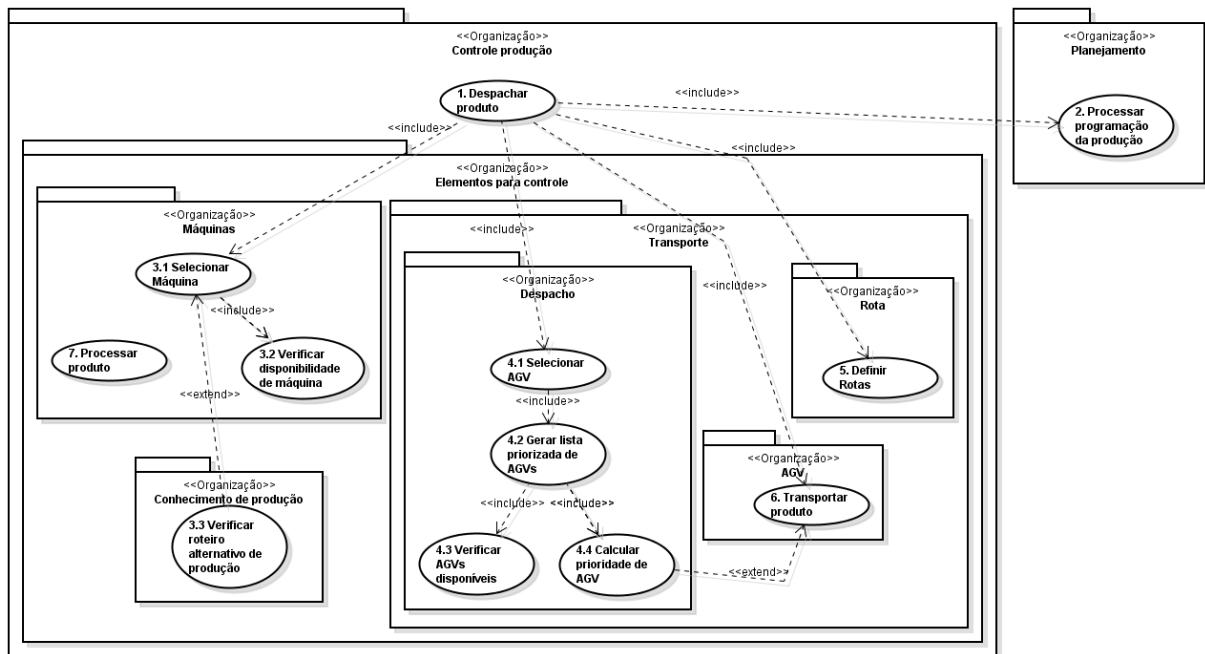 <<Organização>>
Controle produção
<<Organização>>
Planejamento
1. Despachar
produto
<<include>>
2. Processar
programação
da produção
<<include>>
<<include>>
<<Organização>>
Elementos para controle
<<Organização>>
Máquinas
3.1 Selecionar
Máquina
<<include>>
7. Processar
produto
3.2 Verificar
disponibilidade
de máquina
<<extend>>
<<Organização>>
Conhecimento de produção
3.3 Verificar
roteiro
alternativo de
produção
<<include>>
<<Organização>>
Transporte
<<Organização>>
Despacho
<<include>>
<<Organização>>
Rota
4.1 Selecionar
AGV
5. Definir
Rotas
<<include>>
4.2 Gerar lista
priorizada de
AGVs
<<include>>
<<include>>
4.3 Verificar
AGVs
disponíveis
4.4 Calcular
prioridade de
AGV
<<Organização>>
AGV
6. Transportar
produto
<<extend>>